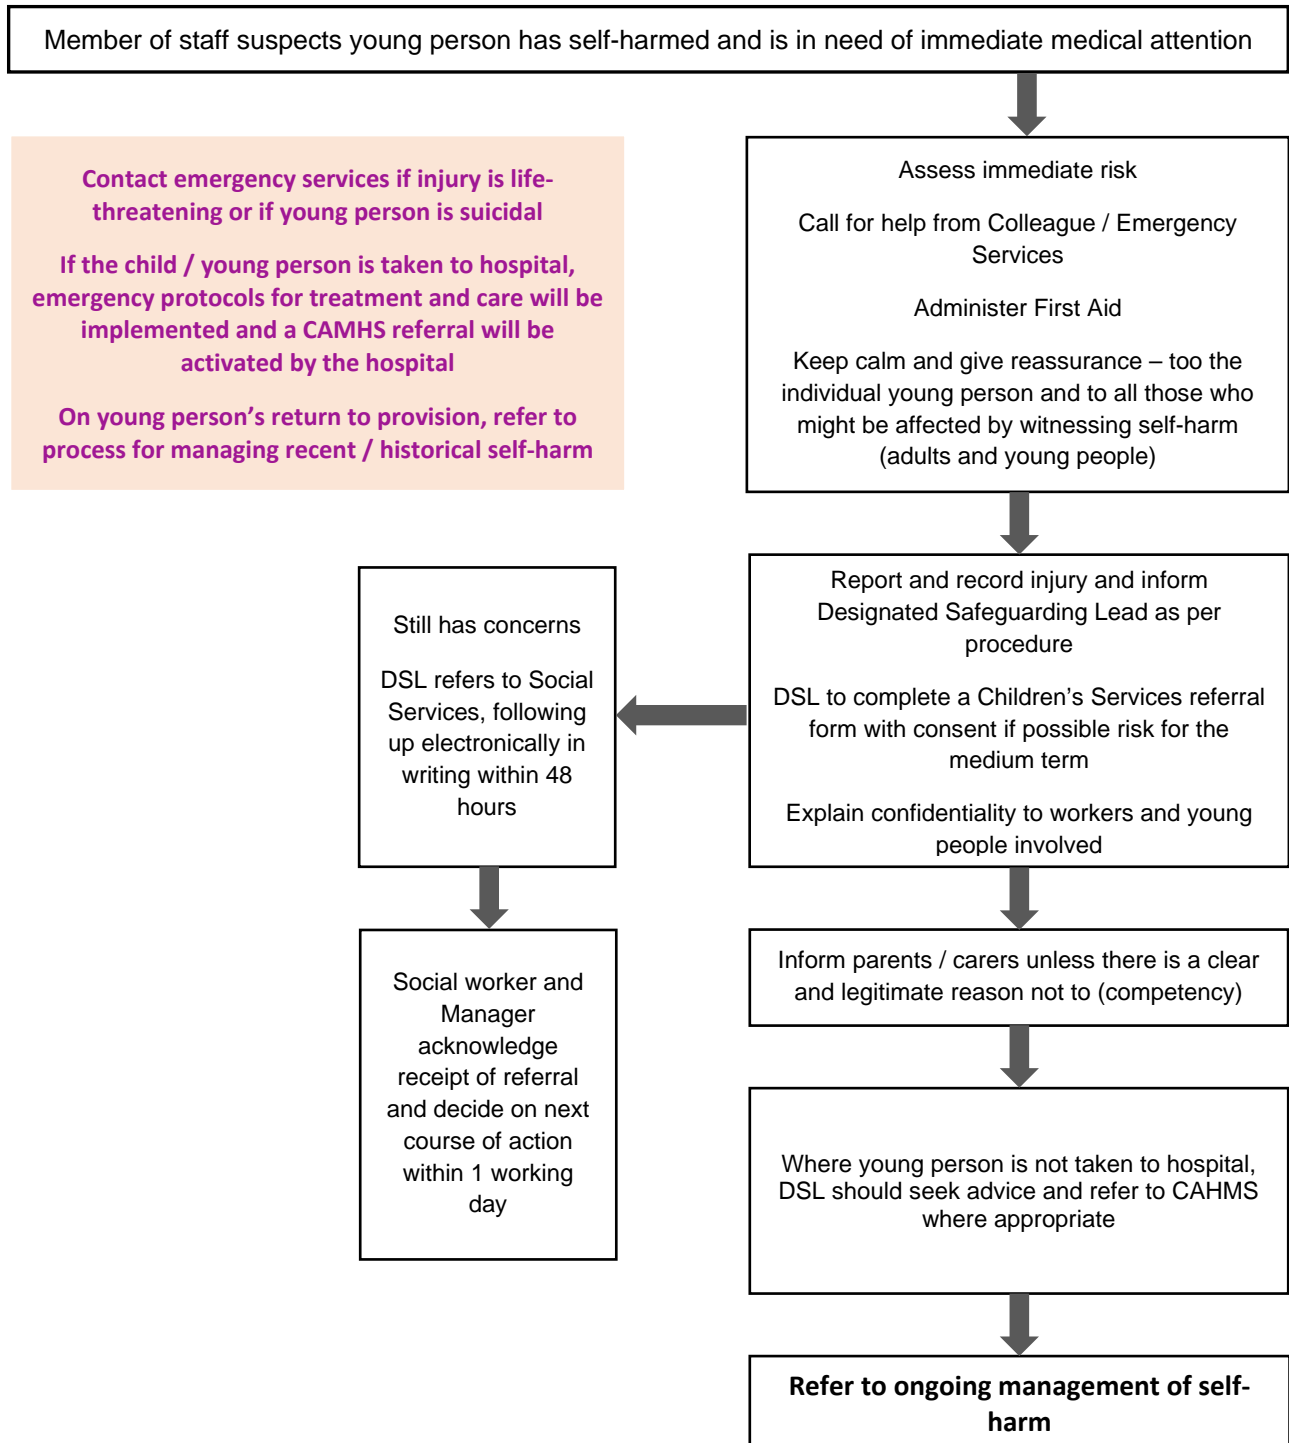 Member of staff suspects young person has self-harmed and is in need of immediate medical attention
Contact emergency services if injury is life-
threatening or if young person is suicidal
If the child / young person is taken to hospital,
emergency protocols for treatment and care will be
implemented and a CAMHS referral will be
activated by the hospital
On young person’s return to provision, refer to
process for managing recent / historical self-harm
Assess immediate risk
Call for help from Colleague / Emergency
Services
Administer First Aid
Keep calm and give reassurance – too the
individual young person and to all those who
might be affected by witnessing self-harm
(adults and young people)
Report and record injury and inform
Designated Safeguarding Lead as per
procedure
DSL to complete a Children’s Services referral
form with consent if possible risk for the
medium term
Explain confidentiality to workers and young
people involved
Still has concerns
DSL refers to Social
Services, following
up electronically in
writing within 48
hours
Social worker and
Manager
acknowledge
receipt of referral
and decide on next
course of action
within 1 working
day
Inform parents / carers unless there is a clear
and legitimate reason not to (competency)
Where young person is not taken to hospital,
DSL should seek advice and refer to CAHMS
where appropriate
Refer to ongoing management of self-
harm